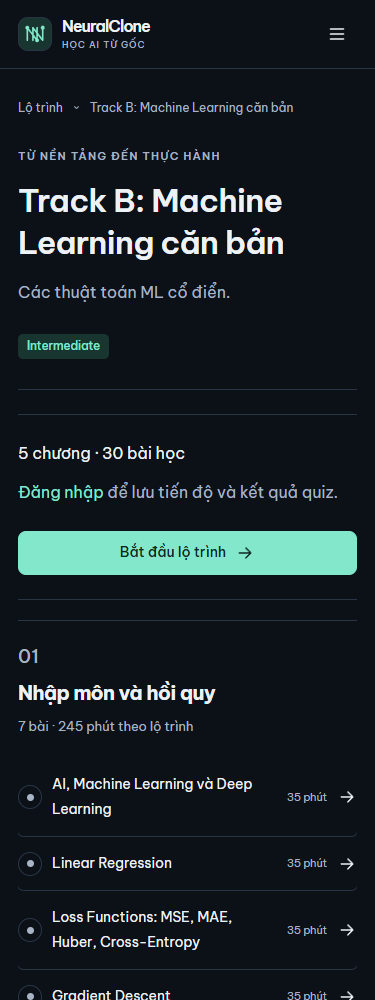 NeuralClone
HỌC AI TỪ GỐC
Lộ trình
Track B: Machine Learning căn bản
TỪ NỀN TẢNG ĐẾN THỰC HÀNH
Track B: Machine
Learning căn bản
Các thuật toán ML cổ điển.
Intermediate
5 chương · 30 bài học
Đăng nhập để lưu tiến độ và kết quả quiz.
Bắt đầu lộ trình
01
Nhập môn và hồi quy
7 bài · 245 phút theo lộ trình
AI, Machine Learning và Deep
Learning
35 phút
Linear Regression
35 phút
Loss Functions: MSE, MAE,
Huber, Cross-Entropy
35 phút
Gradient Descent
35 phút